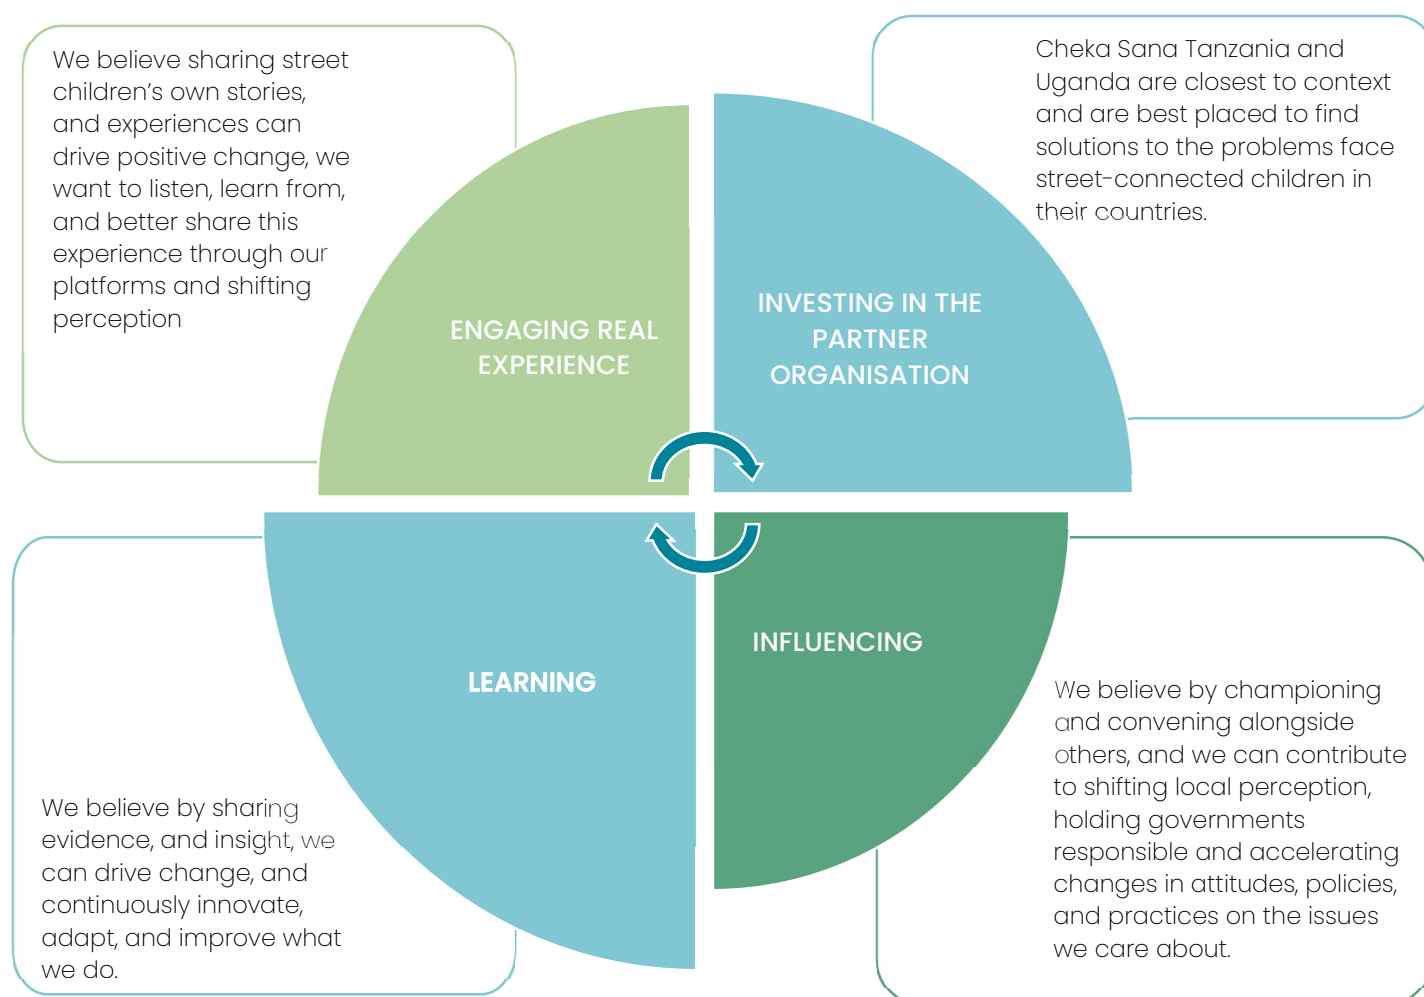 We believe sharing street
children’s own stories,
and experiences can
drive positive change, we
want to listen, learn from,
and better share this
experience through our
platforms and shifting
perception
ENGAGING REAL
EXPERIENCE
Cheka Sana Tanzania and
Uganda are closest to context
and are best placed to find
solutions to the problems face
street-connected children in
their countries.
INVESTING IN THE
PARTNER
ORGANISATION
LEARNING
We believe by sharing
evidence, and insight, we
can drive change, and
continuously innovate,
adapt, and improve what
we do.
INFLUENCING
We believe by championing
and convening alongside
others, and we can contribute
to shifting local perception,
holding governments
responsible and accelerating
changes in attitudes, policies,
and practices on the issues
we care about.